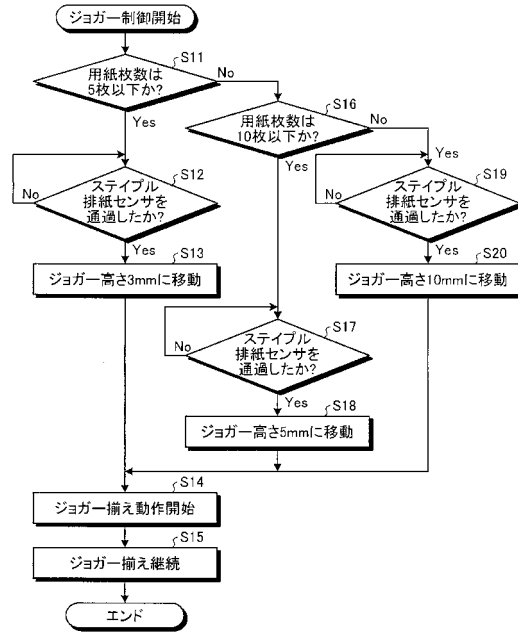 ジョガー制御開始
S11
用紙枚数は
5枚以下か?
No
Yes
S16
用紙枚数は
10枚以下か?
No
Yes
Yes
S12
ステイプル
排紙センサを
通過したか?
No
Yes
S19
ステイプル
排紙センサを
通過したか?
No
Yes
S13
ジョガー高さ3mmに移動
S20
ジョガー高さ10mmに移動
S17
ステイプル
排紙センサを
通過したか?
No
Yes
S18
ジョガー高さ5mmに移動
S14
ジョガー揃え動作開始
S15
ジョガー揃え継続
エンド